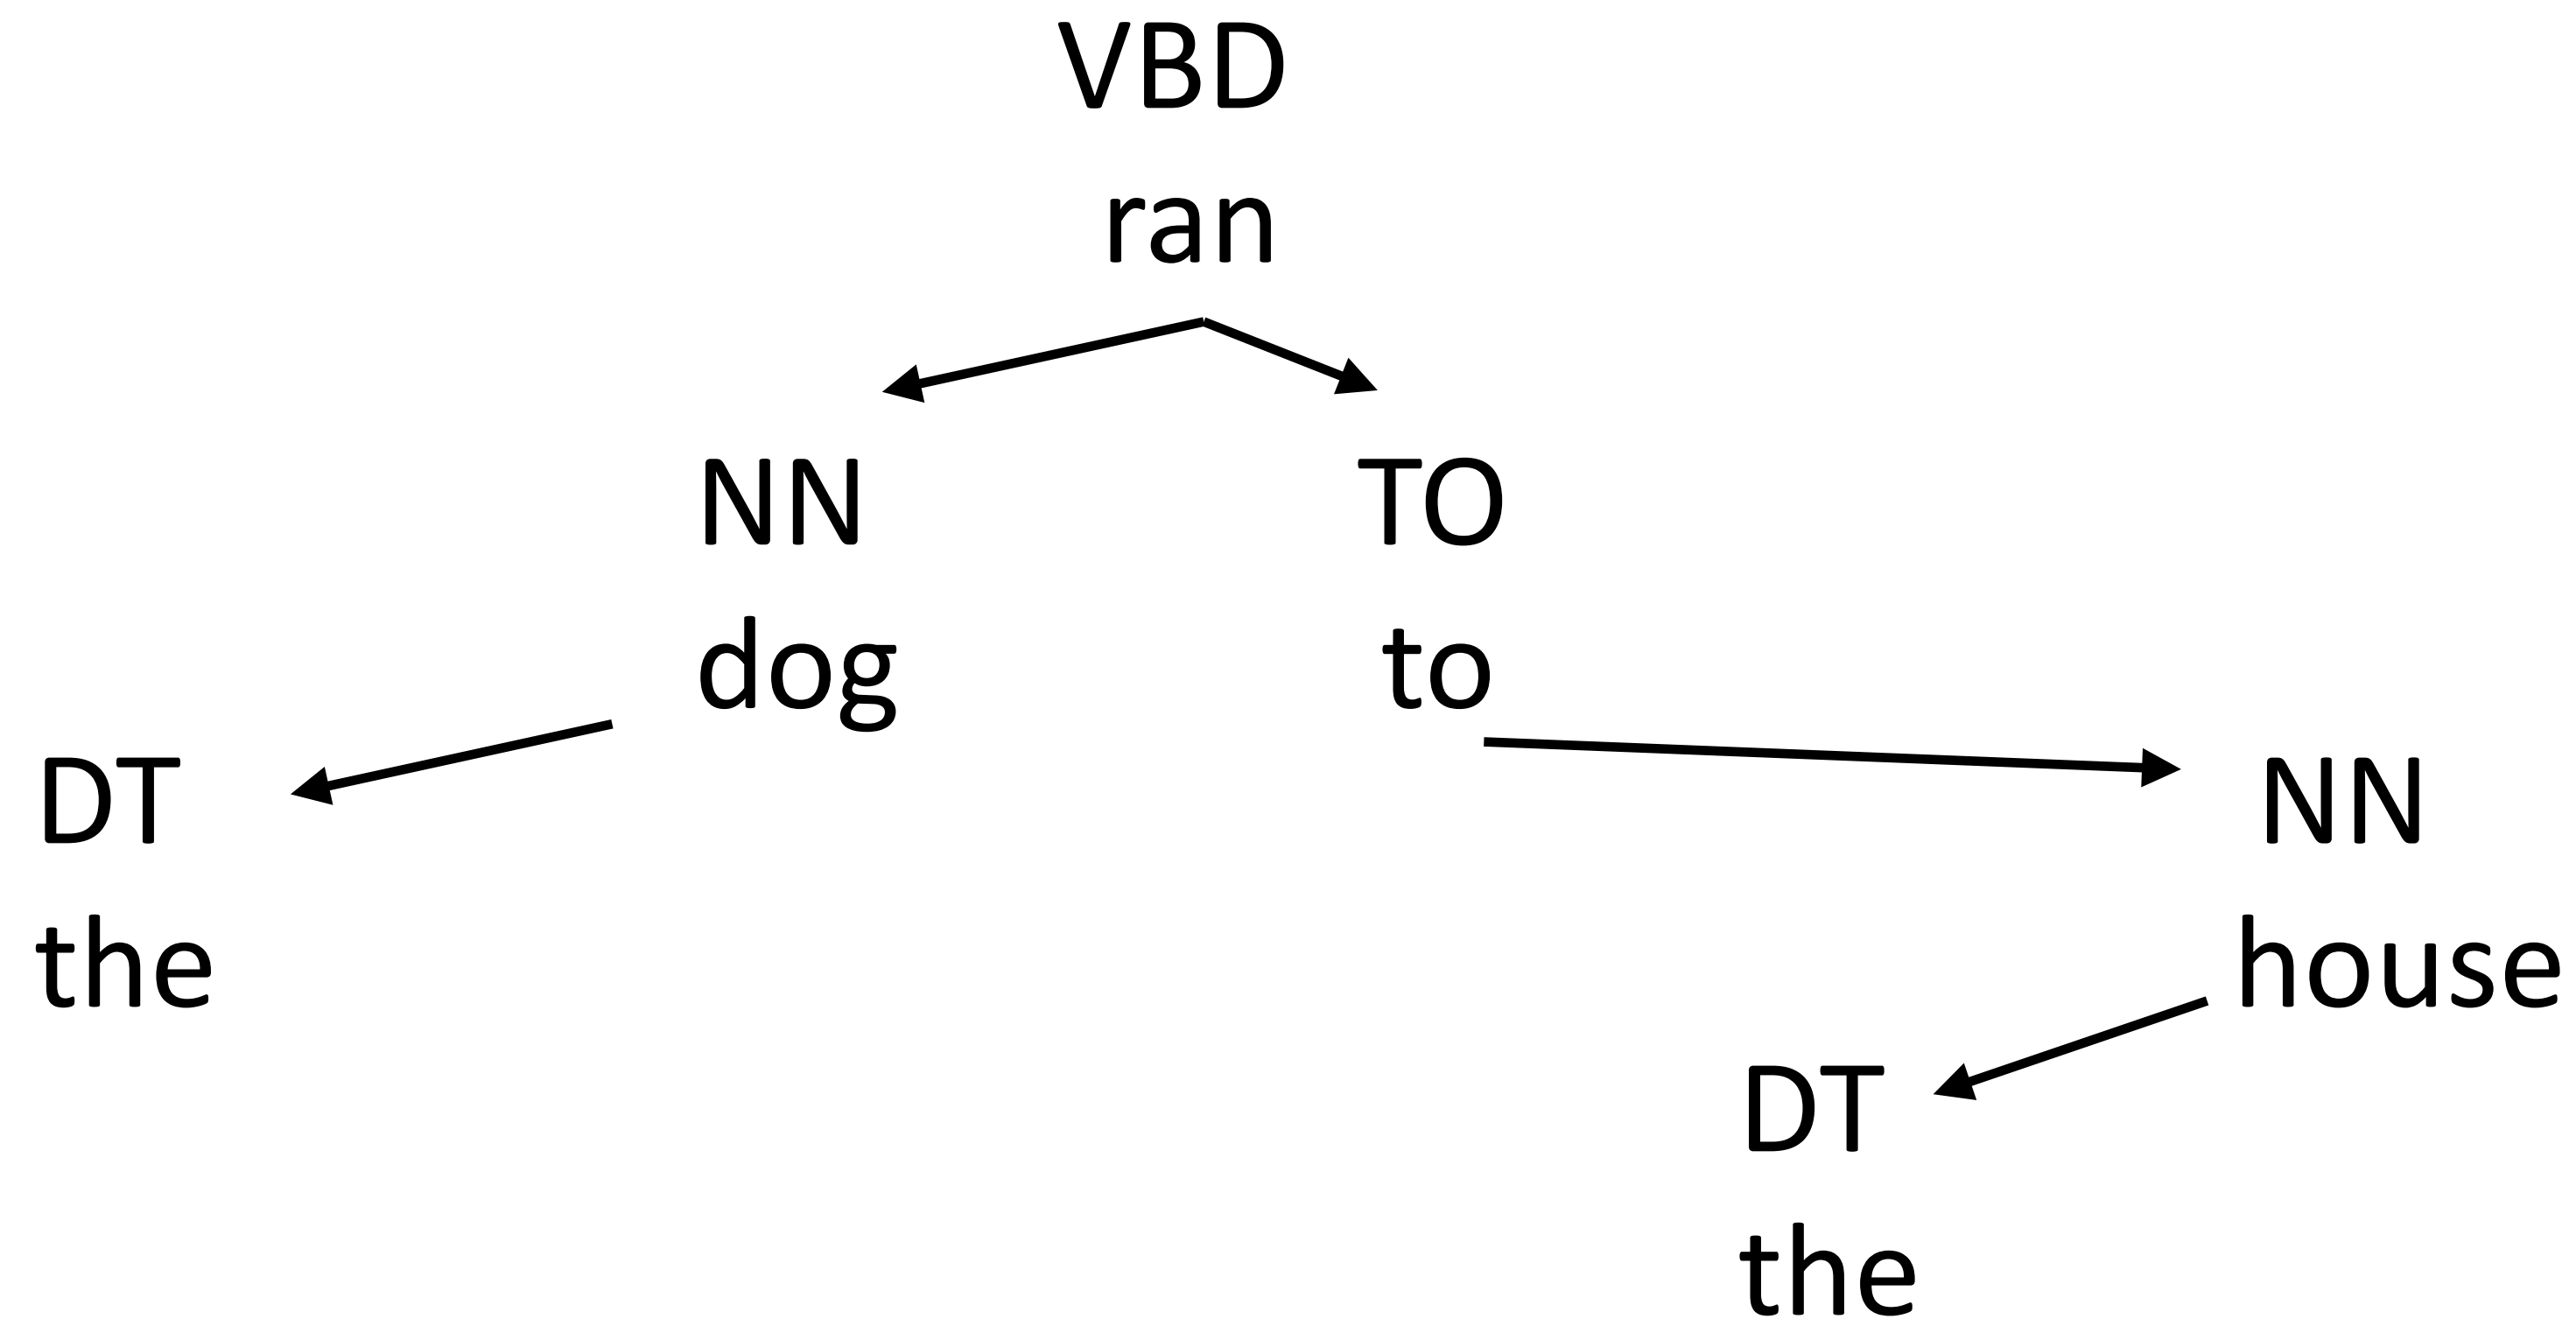 VBD
ran
NN TO
dog to
DT NN
the house
DT
the